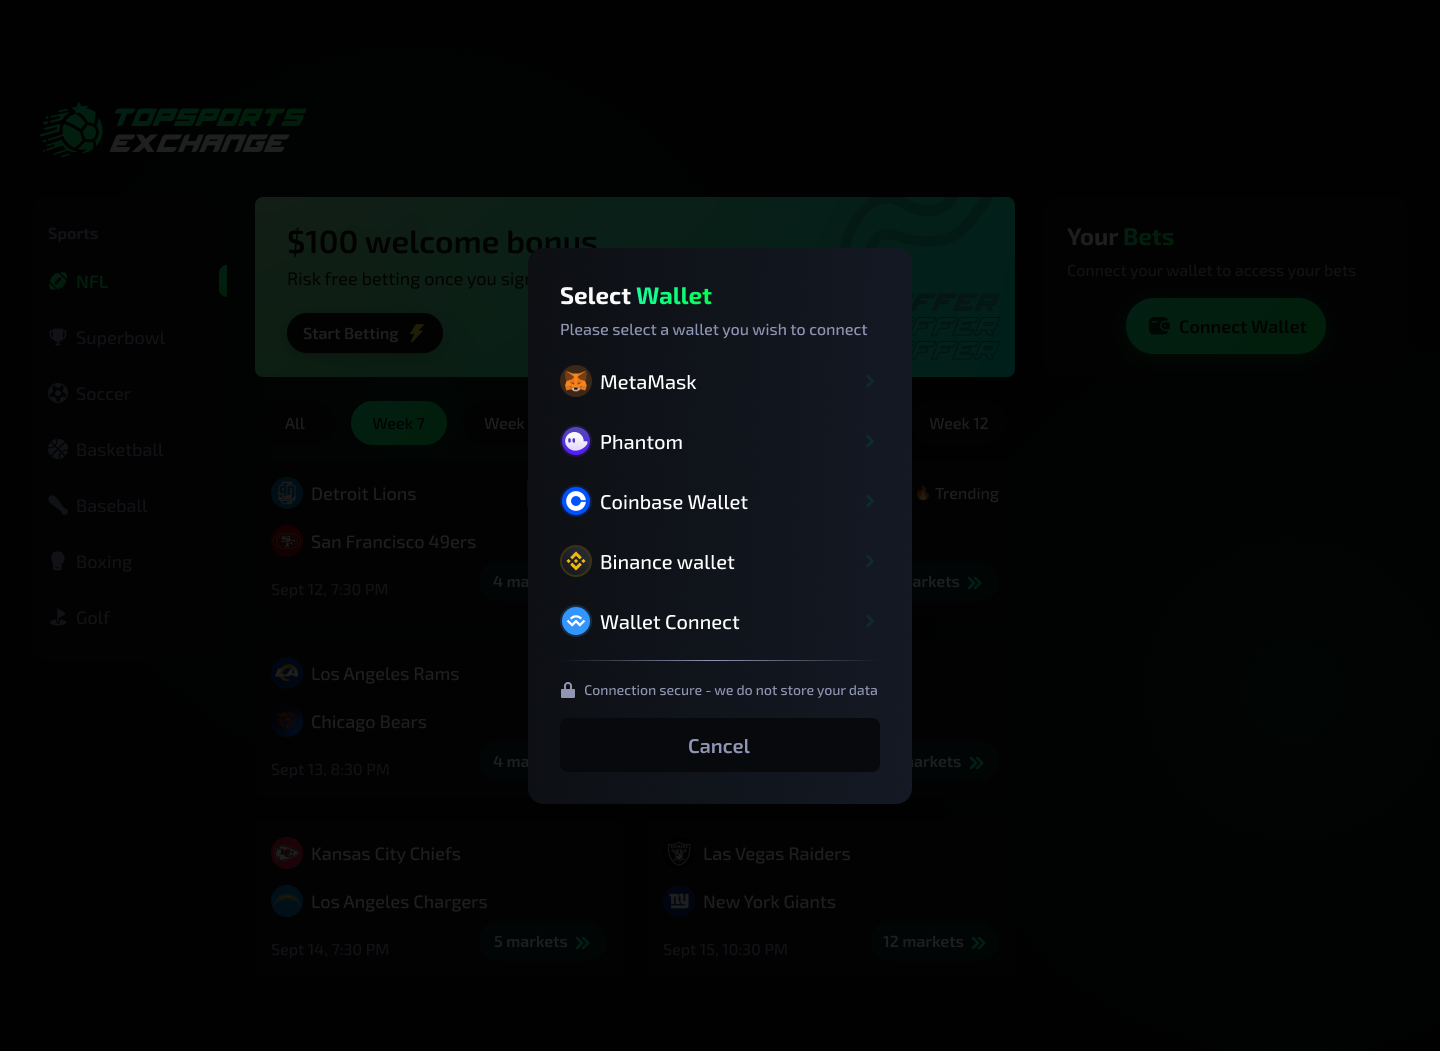 TOPSPORTS
EXCHANGE
Sports
NFL
Superbowl
Soccer
Basketball
Baseball
Boxing
Golf
$100 welcome bonus
Risk free betting once you sign
Start Betting
OFFER
OFFER
OFFER
Your Bets
Connect your wallet to access your bets
Connect Wallet
All
Week 7
Week
Week 12
Detroit Lions
San Francisco 49ers
Sept 12, 7:30 PM
4 ma
Trending
arkets
Los Angeles Rams
Chicago Bears
Sept 13, 8:30 PM
4 ma
arkets
Kansas City Chiefs
Los Angeles Chargers
Sept 14, 7:30 PM
5 markets
Las Vegas Raiders
New York Giants
Sept 15, 10:30 PM
12 markets
Select Wallet
Please select a wallet you wish to connect
MetaMask
Phantom
Coinbase Wallet
Binance wallet
Wallet Connect
Connection secure - we do not store your data
Cancel